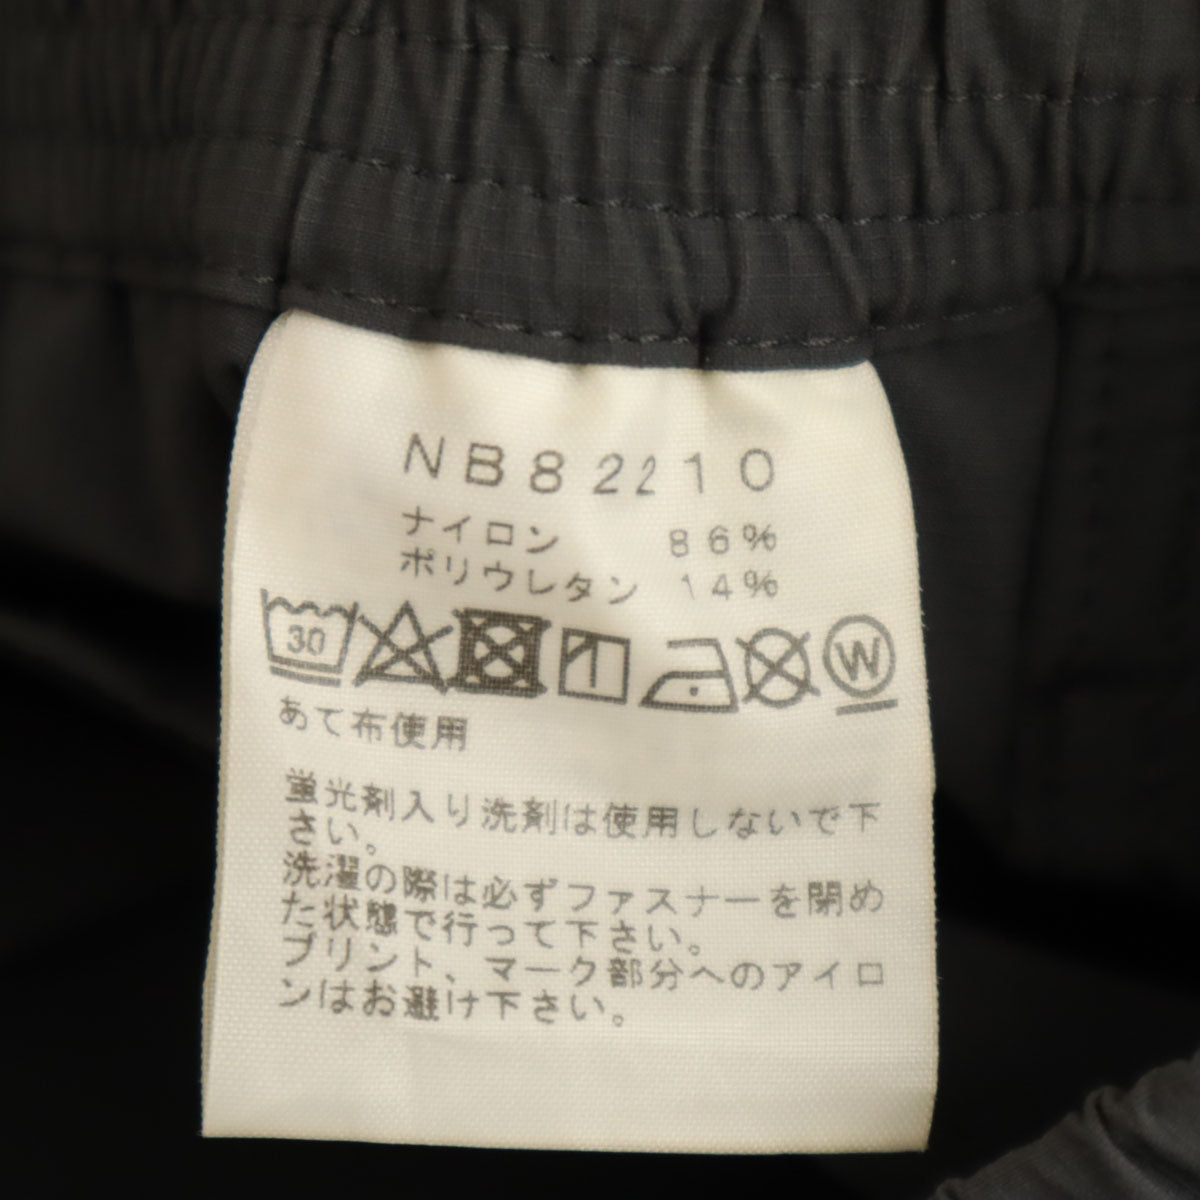 NB82210
ナイロン 86%
ポリウレタン 14%
30 W
あて布使用
蛍光剤入り洗剤は使用しないで下
さい。
洗濯の際は必ずファスナーを閉め
た状態で行って下さい。
プリント、マーク部分へのアイロ
ンはお避け下さい。